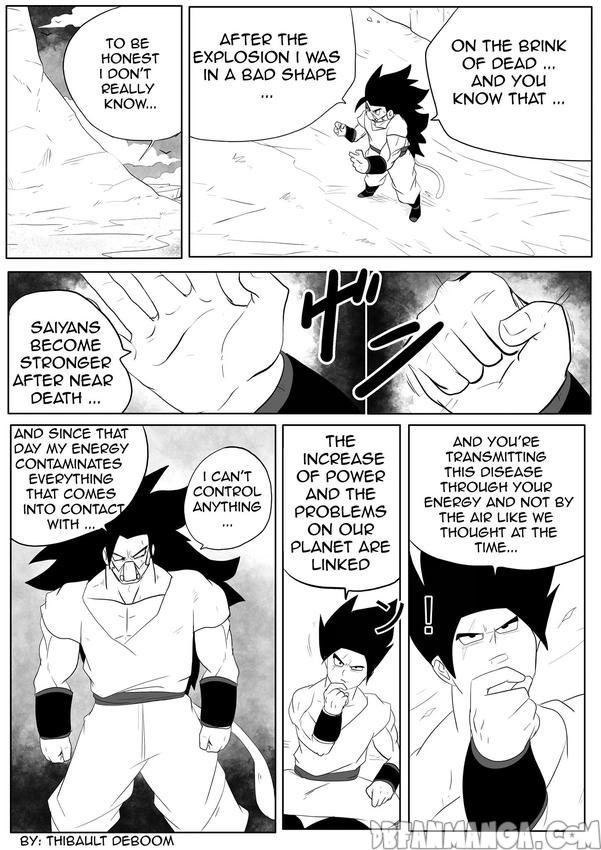 TO BE
HONEST
I DON'T
REALLY
KNOW...
AFTER THE
EXPLOSION I WAS
IN A BAD SHAPE
...
ON THE BRINK
OF DEAD ...
AND YOU
KNOW THAT ...
SAIYANS
BECOME
STRONGER
AFTER NEAR
DEATH ...
AND SINCE THAT
DAY MY ENERGY
CONTAMINATES
EVERYTHING
THAT COMES
INTO CONTACT
WITH ...
I CAN'T
CONTROL
ANYTHING
...
THE
INCREASE
OF POWER
AND THE
PROBLEMS
ON OUR
PLANET ARE
LINKED
AND YOU'RE
TRANSMITTING
THIS DISEASE
THROUGH YOUR
ENERGY AND NOT BY
THE AIR LIKE WE
THOUGHT AT THE
TIME...
!
BY: THIBAULT DEBOOM
DBFANMANGA.COM